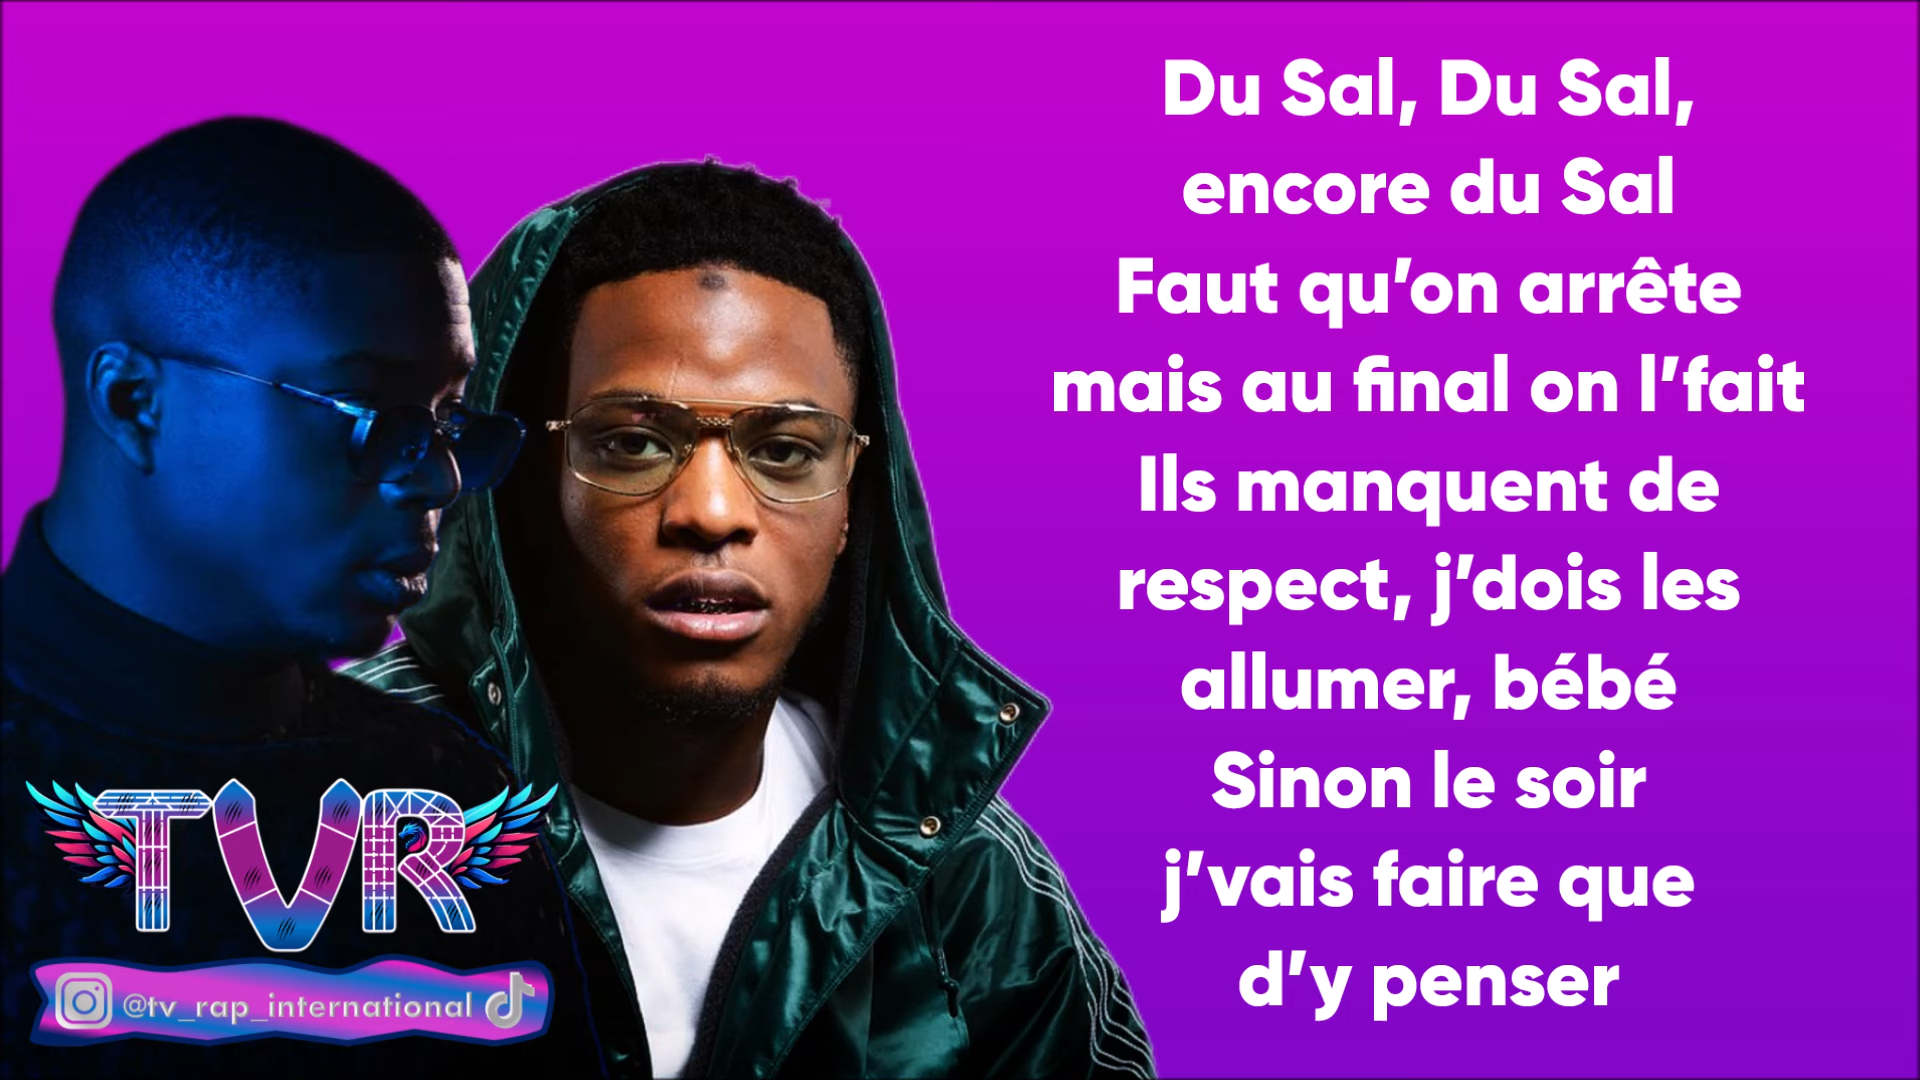 Du Sal, Du Sal,
encore du Sal
Faut qu’on arrête
mais au final on l’fait
Ils manquent de
respect, j’dois les
allumer, bébé
Sinon le soir
j’vais faire que
d’y penser
TVR
@tv_rap_international